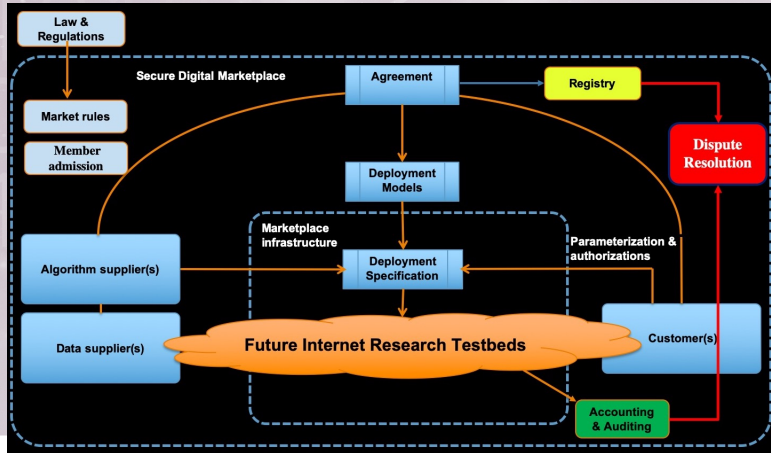 Law &
Regulations
Secure Digital Marketplace
Agreement
Registry
Market rules
Member
admission
Dispute
Resolution
Deployment
Models
Marketplace
infrastructure
Parameterization &
authorizations
Algorithm supplier(s)
Deployment
Specification
Data supplier(s)
Future Internet Research Testbeds
Customer(s)
Accounting
& Auditing